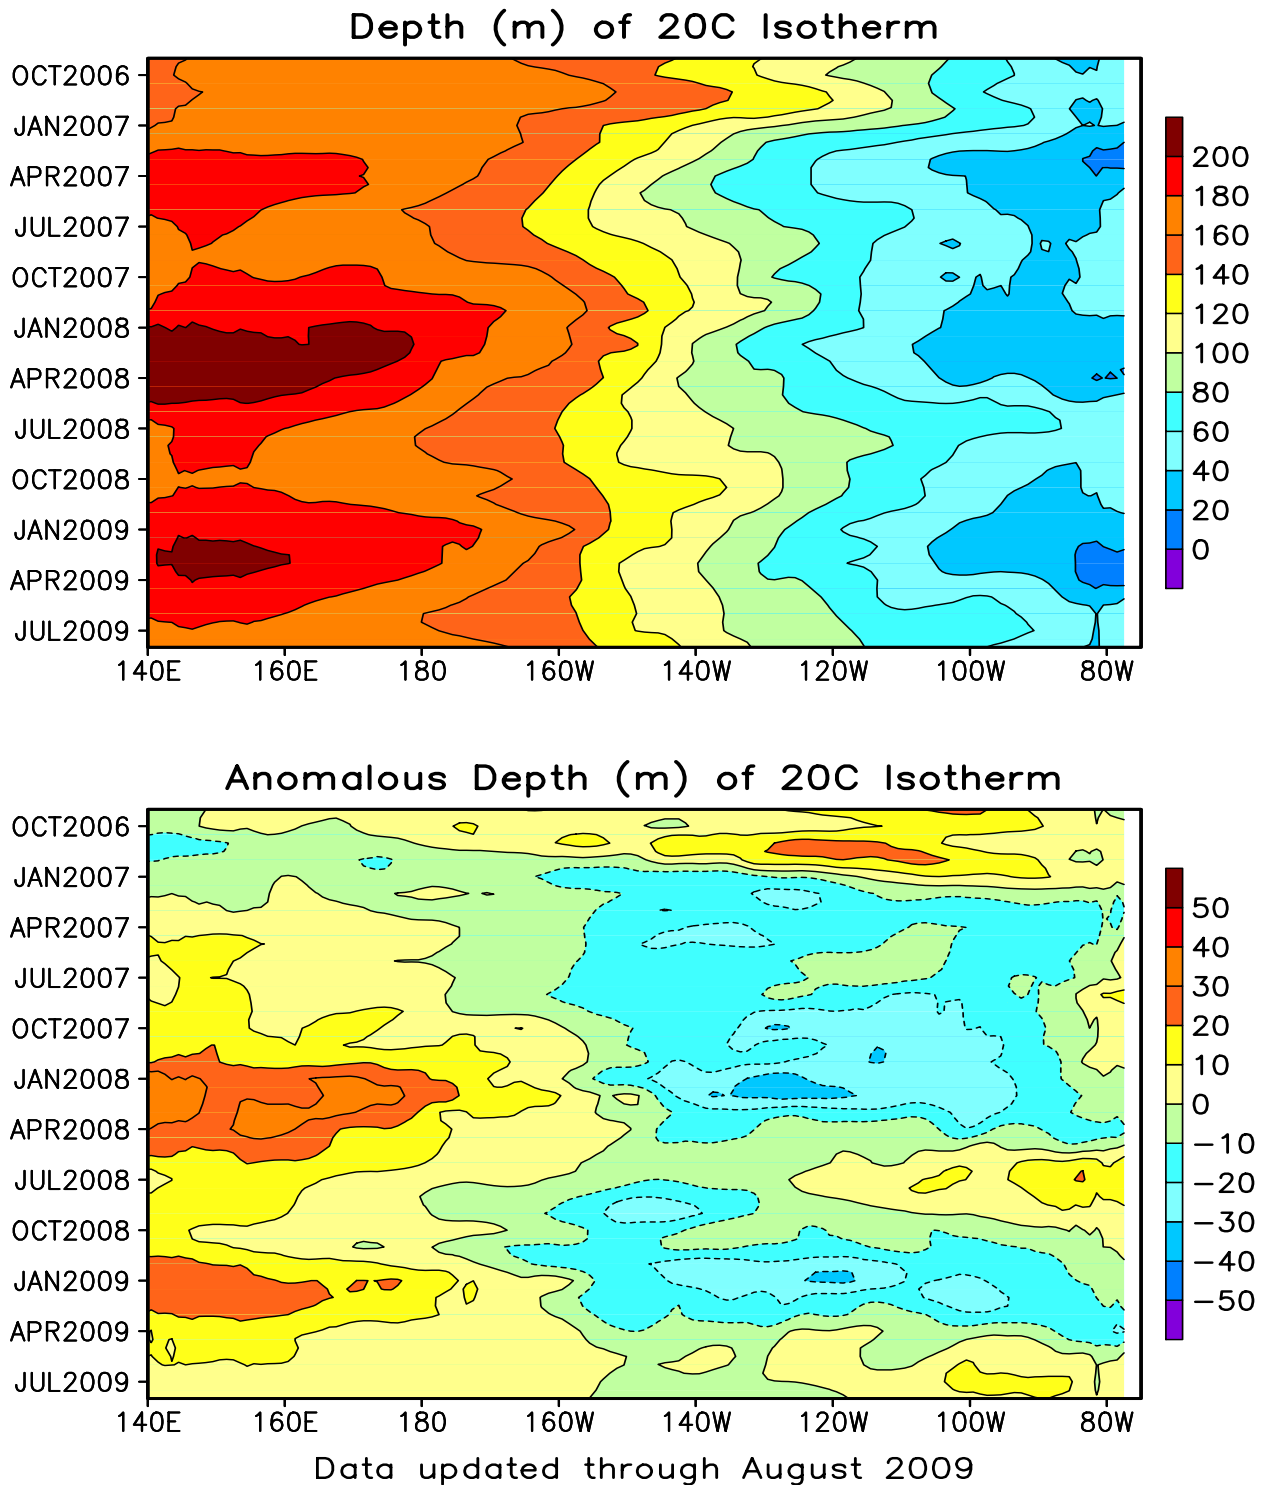 Depth (m) of 20C Isotherm
OCT2006
JAN2007
APR2007
JUL2007
OCT2007
JAN2008
APR2008
JUL2008
OCT2008
JAN2009
APR2009
JUL2009
140E 160E 180 160W 140W 120W 100W 80W
200
180
160
140
120
100
80
60
40
20
0
Anomalous Depth (m) of 20C Isotherm
OCT2006
JAN2007
APR2007
JUL2007
OCT2007
JAN2008
APR2008
JUL2008
OCT2008
JAN2009
APR2009
JUL2009
140E 160E 180 160W 140W 120W 100W 80W
50
40
30
20
10
0
−10
−20
−30
−40
−50
Data updated through August 2009